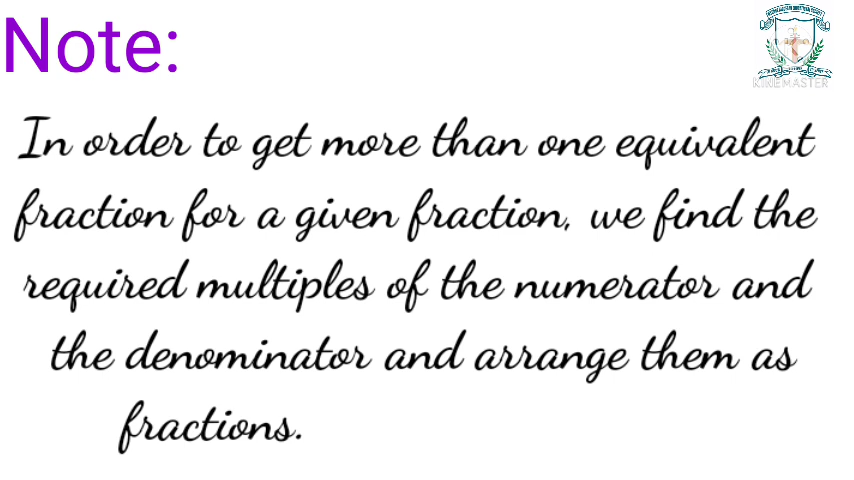 Note:
KINEMASTER
In order to get more than one equivalent
fraction for a given fraction, we find the
required multiples of the numerator and
the denominator and arrange them as
fractions.